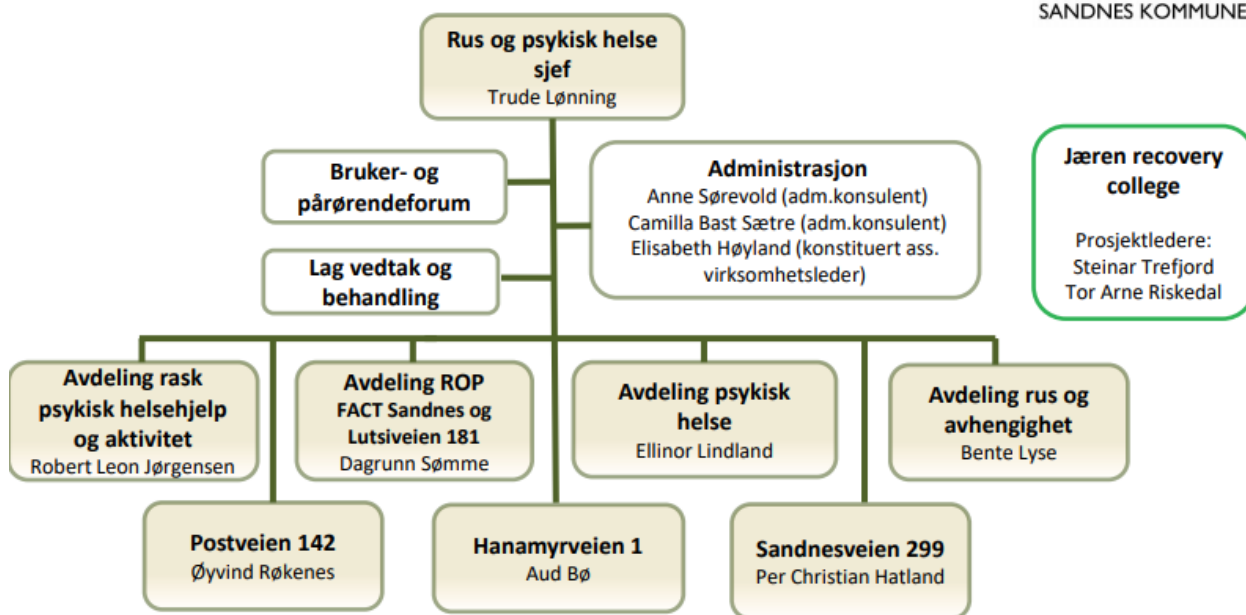 SANDNES KOMMUNE
Rus og psykisk helse
sjef
Trude Lønning
Bruker- og
pårørendeforum
Administrasjon
Anne Sørevold (adm.konsulent)
Camilla Bast Sætre (adm.konsulent)
Elisabeth Høyland (konstituert ass.
virksomhetsleder)
Jæren recovery
college
Prosjektledere:
Steinar Trefjord
Tor Arne Riskedal
Lag vedtak og
behandling
Avdeling rask
psykisk helsehjelp
og aktivitet
Robert Leon Jørgensen
Avdeling ROP
FACT Sandnes og
Lutsiveien 181
Dagrunn Sømme
Avdeling psykisk
helse
Ellinor Lindland
Avdeling rus og
avhengighet
Bente Lyse
Postveien 142
Øyvind Røkenes
Hanamyrveien 1
Aud Bø
Sandnesveien 299
Per Christian Hatland